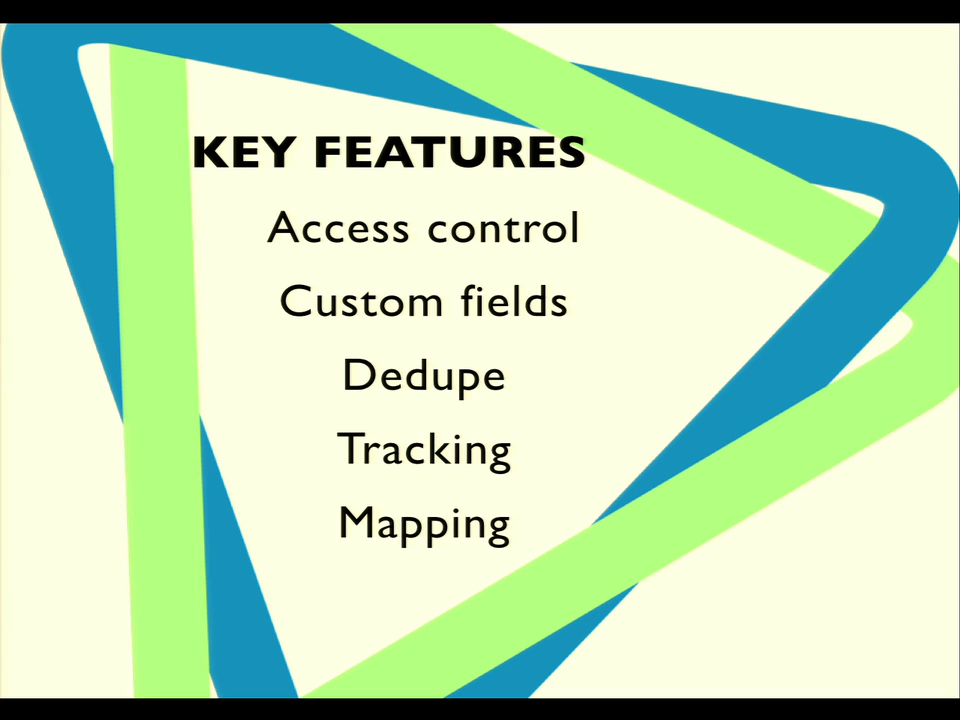 KEY FEATURES
Access control
Custom fields
Dedupe
Tracking
Mapping